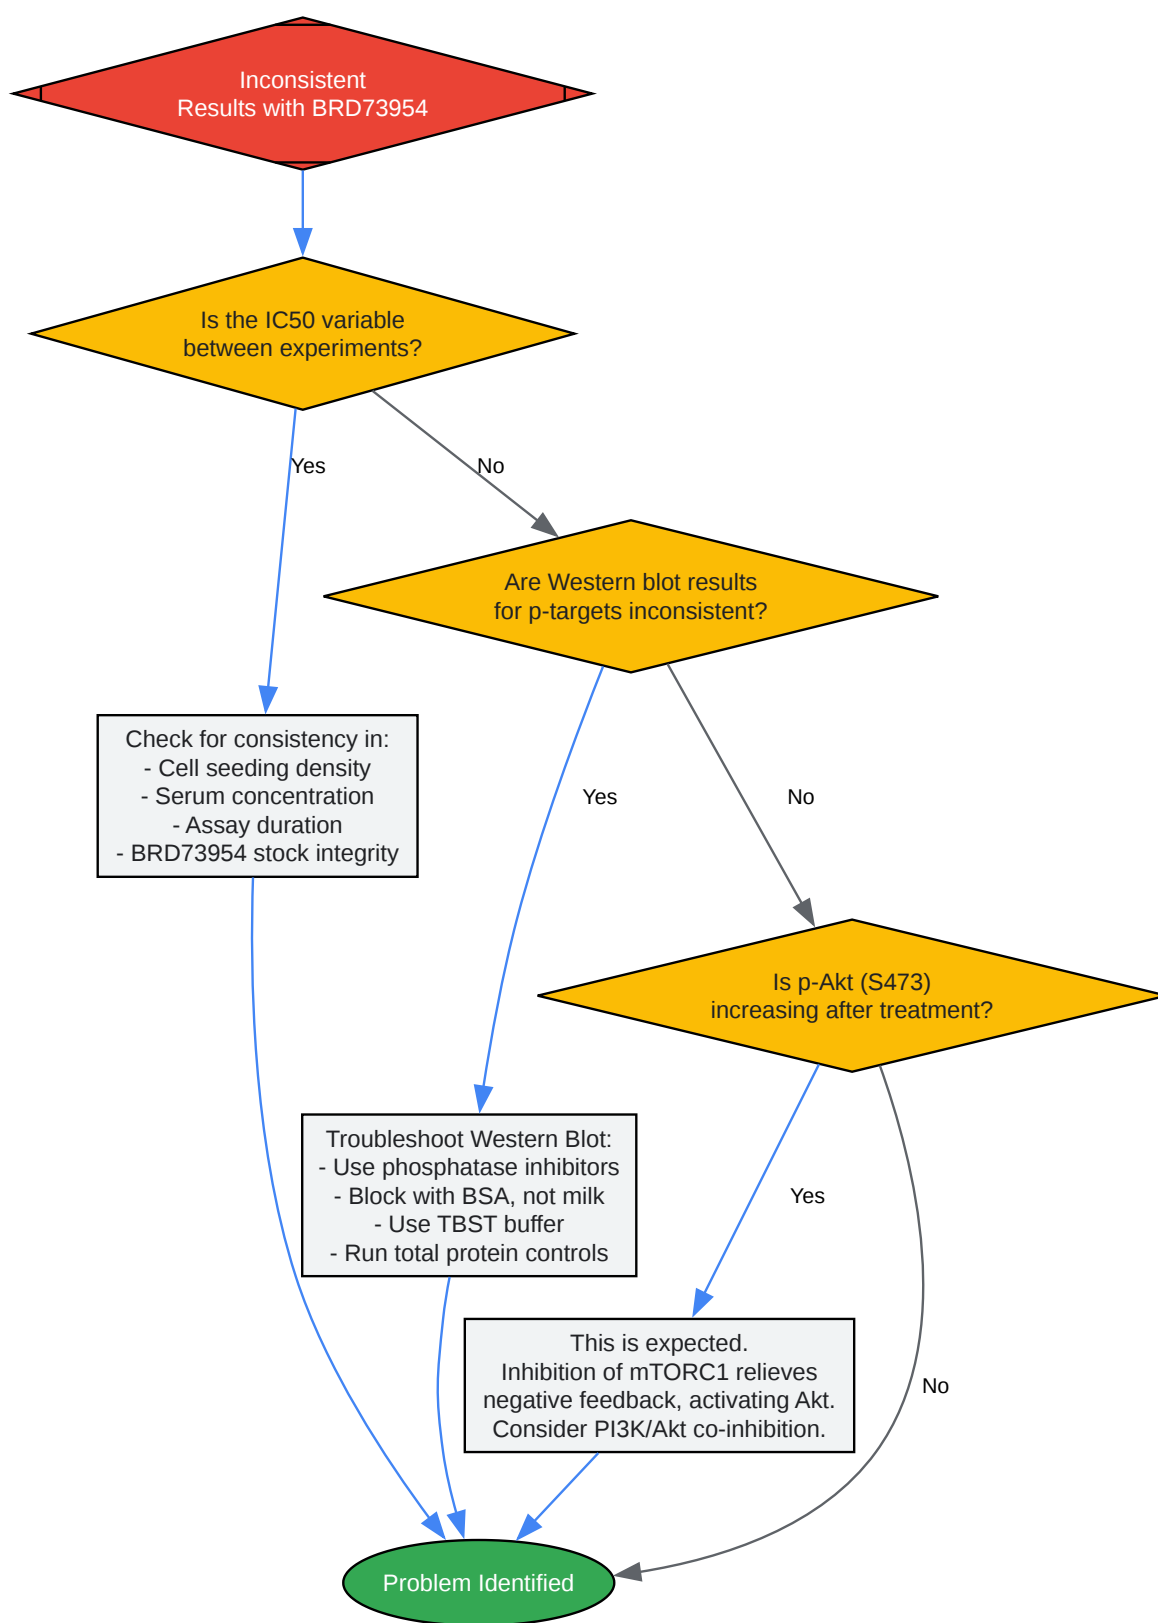 Inconsistent
Results with BRD73954
Is the IC50 variable
between experiments?
Yes
No
Are Western blot results
for p-targets inconsistent?
Check for consistency in:
- Cell seeding density
- Serum concentration
- Assay duration
- BRD73954 stock integrity
Yes
No
Is p-Akt (S473)
increasing after treatment?
Troubleshoot Western Blot:
- Use phosphatase inhibitors
- Block with BSA, not milk
- Use TBST buffer
- Run total protein controls
Yes
No
This is expected.
Inhibition of mTORC1 relieves
negative feedback, activating Akt.
Consider PI3K/Akt co-inhibition.
Problem Identified